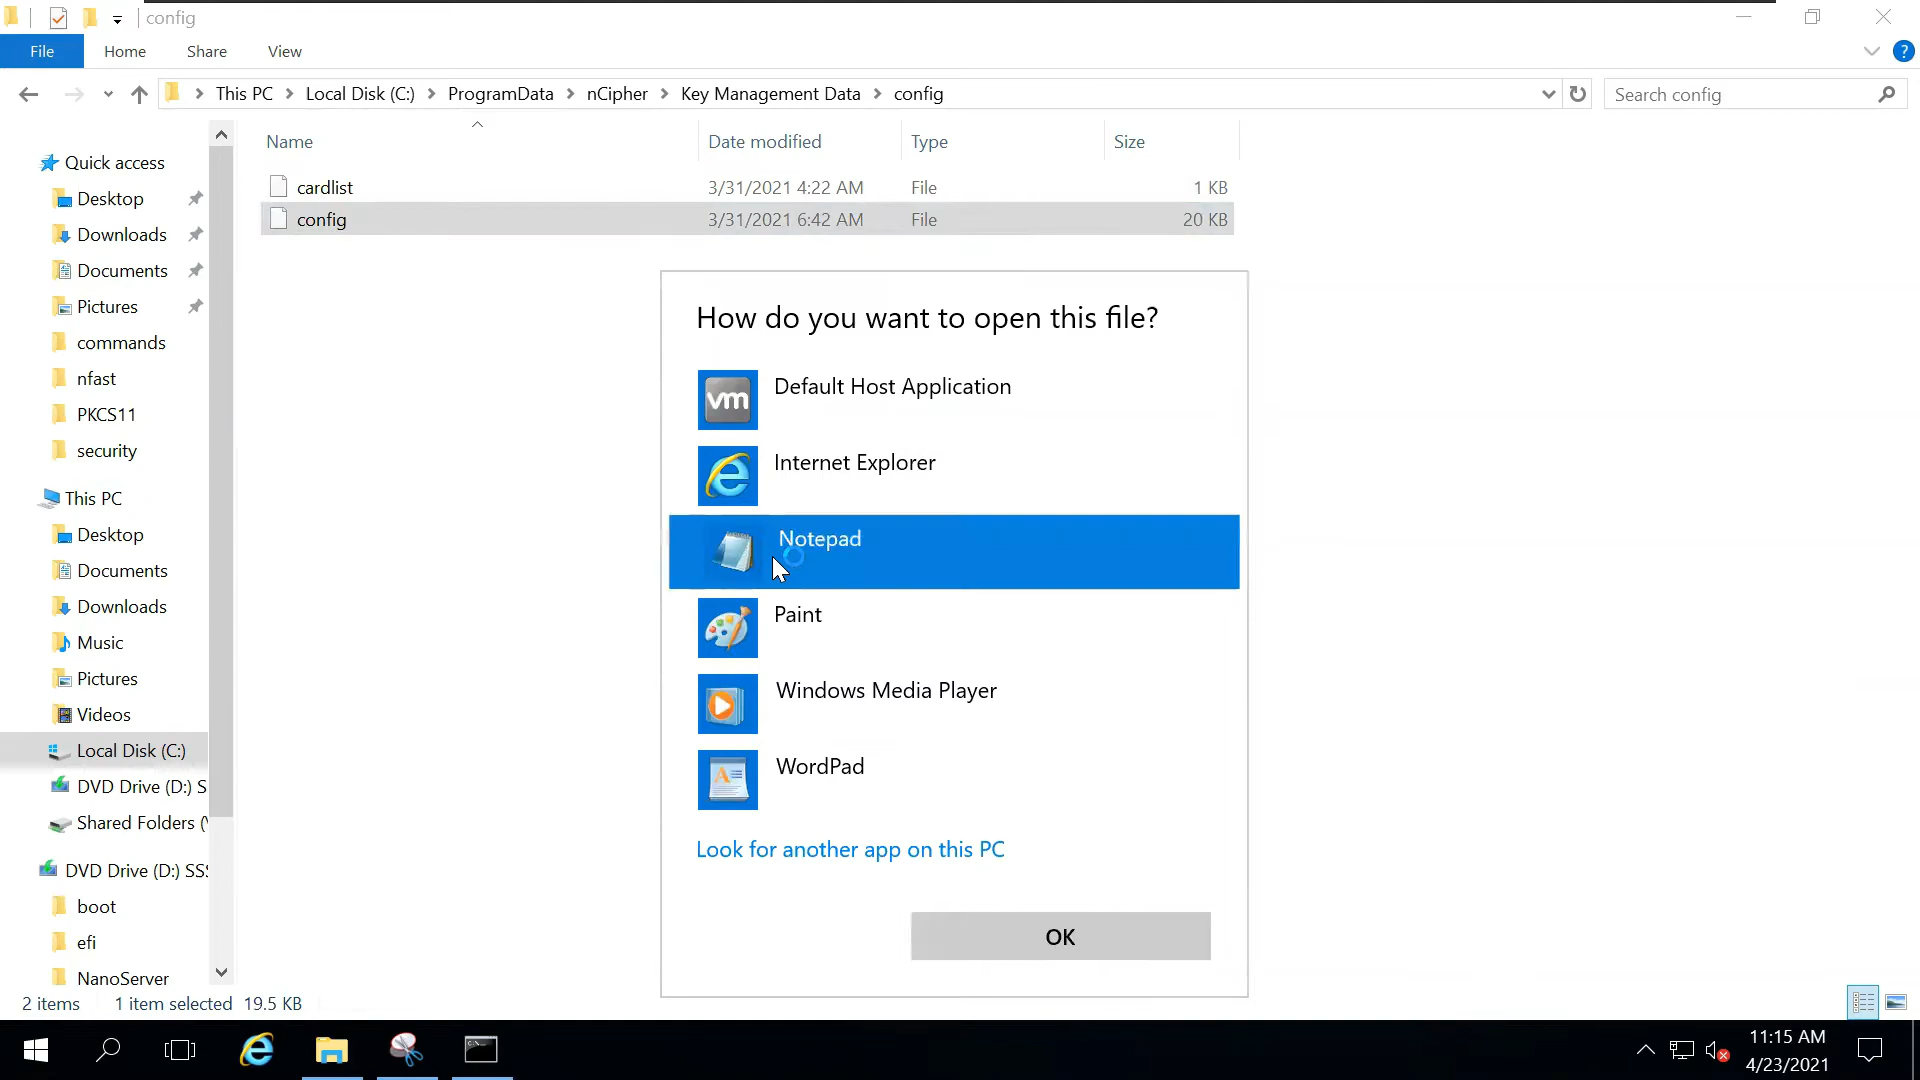 config
File
Home
Share
View
This PC
Local Disk (C:)
ProgramData
nCipher
Key Management Data
config
Search config
Name
Date modified
Type
Size
cardlist
3/31/2021 4:22 AM
File
1 KB
config
3/31/2021 6:42 AM
File
20 KB
Quick access
Desktop
Downloads
Documents
Pictures
commands
nfast
PKCS11
security
This PC
Desktop
Documents
Downloads
Music
Pictures
Videos
Local Disk (C:)
DVD Drive (D:) S
Shared Folders (
DVD Drive (D:) SS
boot
efi
NanoServer
How do you want to open this file?
vm
Default Host Application
Internet Explorer
Notepad
Paint
Windows Media Player
WordPad
Look for another app on this PC
OK
2 items
1 item selected
19.5 KB
11:15 AM
4/23/2021